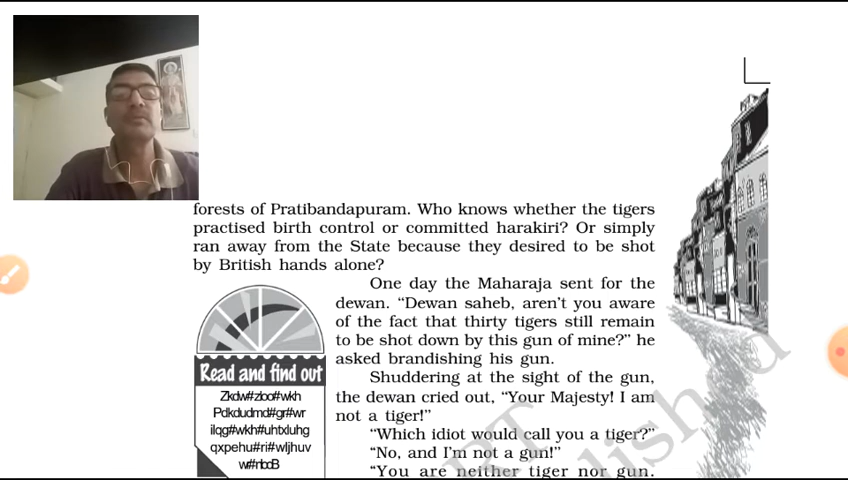 forests of Pratibandapuram. Who knows whether the tigers
practised birth control or committed harakiri? Or simply
ran away from the State because they desired to be shot
by British hands alone?
One day the Maharaja sent for the
dewan. “Dewan saheb, aren’t you aware
of the fact that thirty tigers still remain
to be shot down by this gun of mine?” he
asked brandishing his gun.
Shuddering at the sight of the gun,
the dewan cried out, “Your Majesty! I am
not a tiger!”
“Which idiot would call you a tiger?”
“No, and I’m not a gun!”
“You are neither tiger nor gun.
Read and find out
Zkdw#zloo#wkh
Pdkdudmd#gr#wr
ilqg#wkh#uhtxluhg
qxpehu#ri#wljhuv